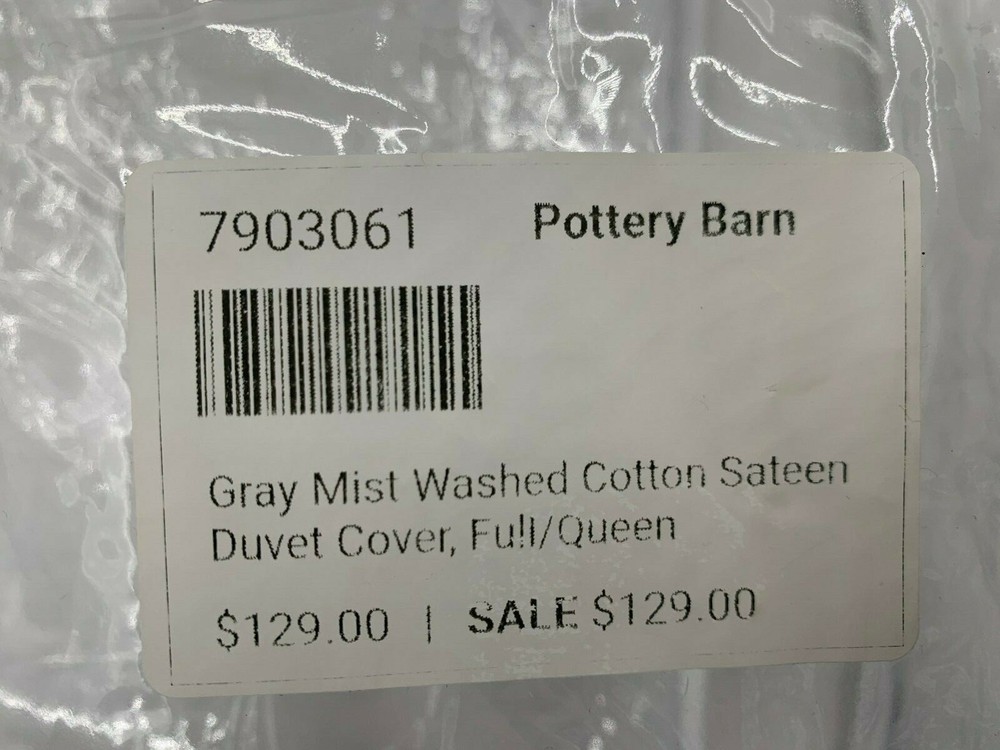 7903061 Pottery Barn
Gray Mist Washed Cotton Sateen
Duvet Cover, Full/Queen
$129.00 | SALE $129.00